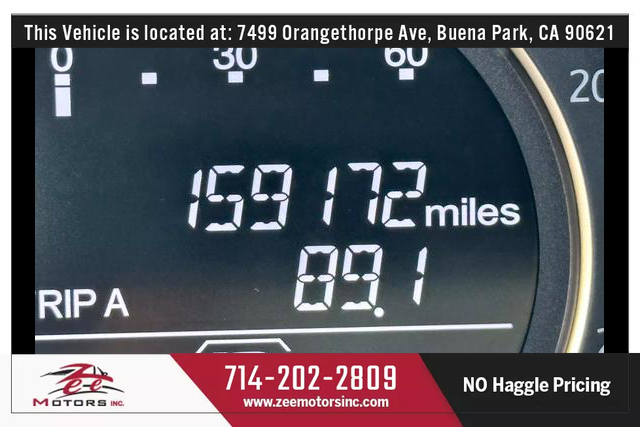 This Vehicle is located at: 7499 Orangethorpe Ave, Buena Park, CA 90621
0 30 60
20
159172 miles
89.1
RIP A
Zee
MOTORS INC.
714-202-2809
www.zeemotorsinc.com
NO Haggle Pricing